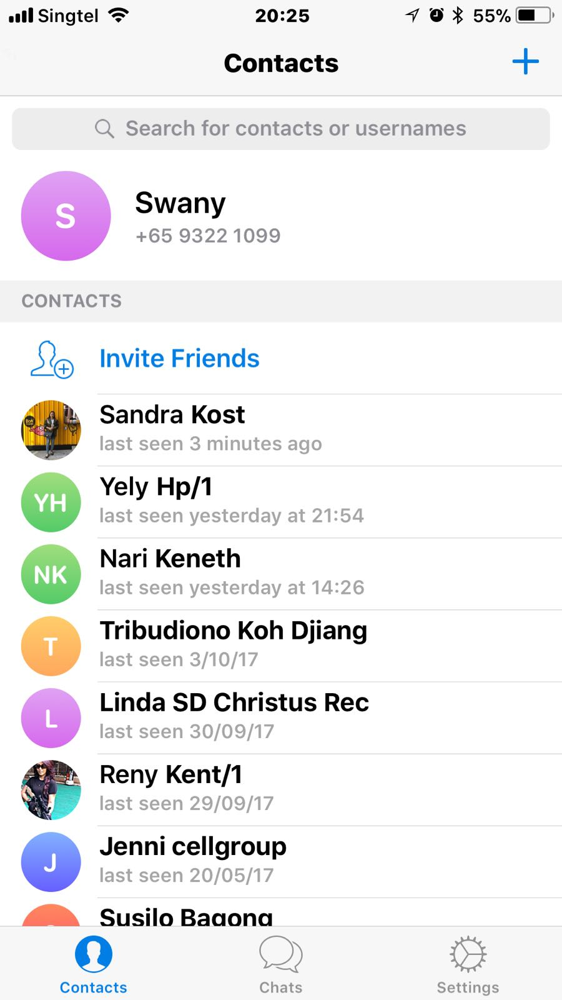 Singtel 20:25 55%
Contacts
Search for contacts or usernames
S
Swany
+65 9322 1099
CONTACTS
Invite Friends
Sandra Kost
last seen 3 minutes ago
YH
Yely Hp/1
last seen yesterday at 21:54
NK
Nari Keneth
last seen yesterday at 14:26
T
Tribudiono Koh Djiang
last seen 3/10/17
L
Linda SD Christus Rec
last seen 30/09/17
Reny Kent/1
last seen 29/09/17
J
Jenni cellgroup
last seen 20/05/17
Susilo Bagong
Contacts Chats Settings